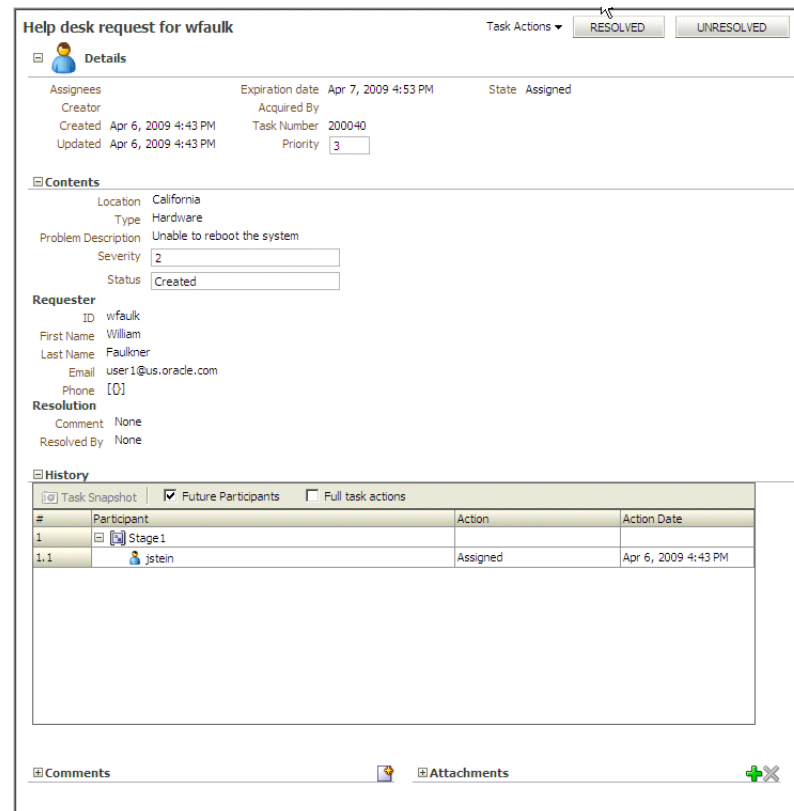 Help desk request for wfaulk
Task Actions RESOLVED UNRESOLVED
Details
Assignees Expiration date Apr 7, 2009 4:53 PM State Assigned
Creator Acquired By
Created Apr 6, 2009 4:43 PM Task Number 200040
Updated Apr 6, 2009 4:43 PM Priority 3
Contents
Location California
Type Hardware
Problem Description Unable to reboot the system
Severity 2
Status Created
Requester
ID wfaulk
First Name William
Last Name Faulkner
Email user1@us.oracle.com
Phone [{}]
Resolution
Comment None
Resolved By None
History
Task Snapshot Future Participants Full task actions
# Participant Action Action Date
1 Stage1
1.1 jstein Assigned Apr 6, 2009 4:43 PM
Comments Attachments